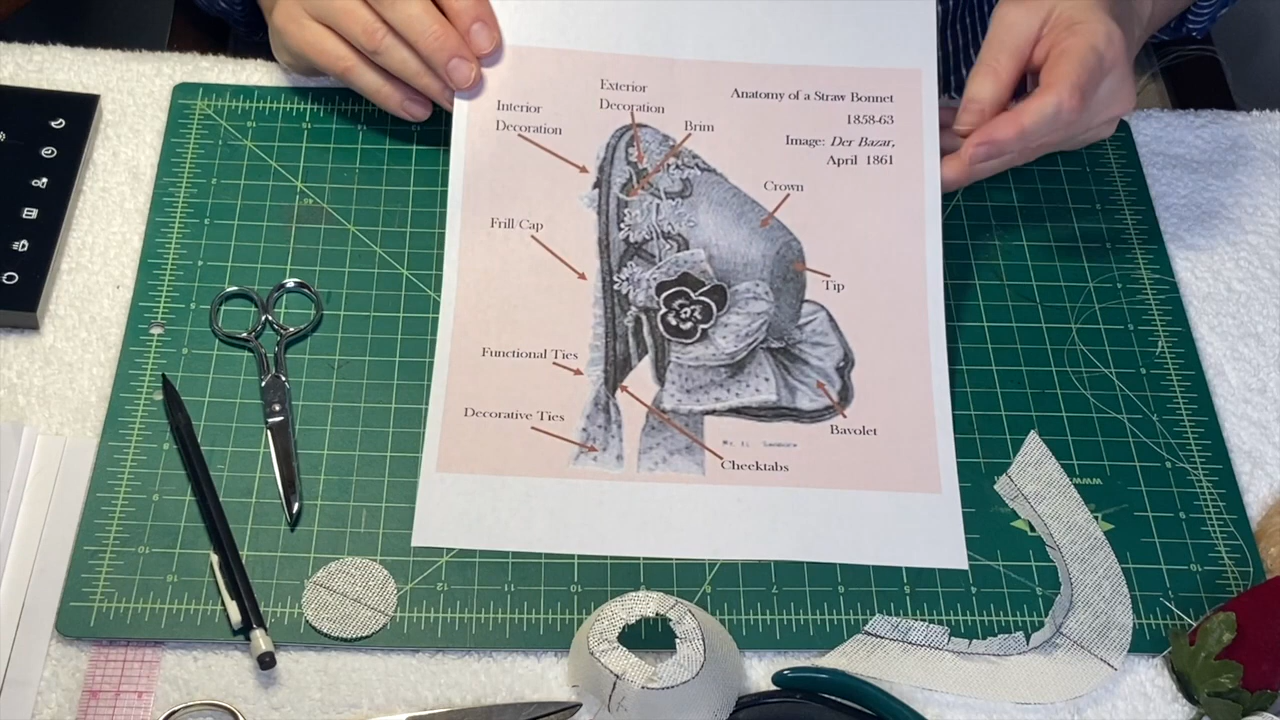 Anatomy of a Straw Bonnet
1858-63
Image: Der Bazar,
April 1861
Exterior
Decoration
Interior
Decoration
Brim
Crown
Frill/Cap
Tip
Functional Ties
Decorative Ties
Bavolet
Cheektabs